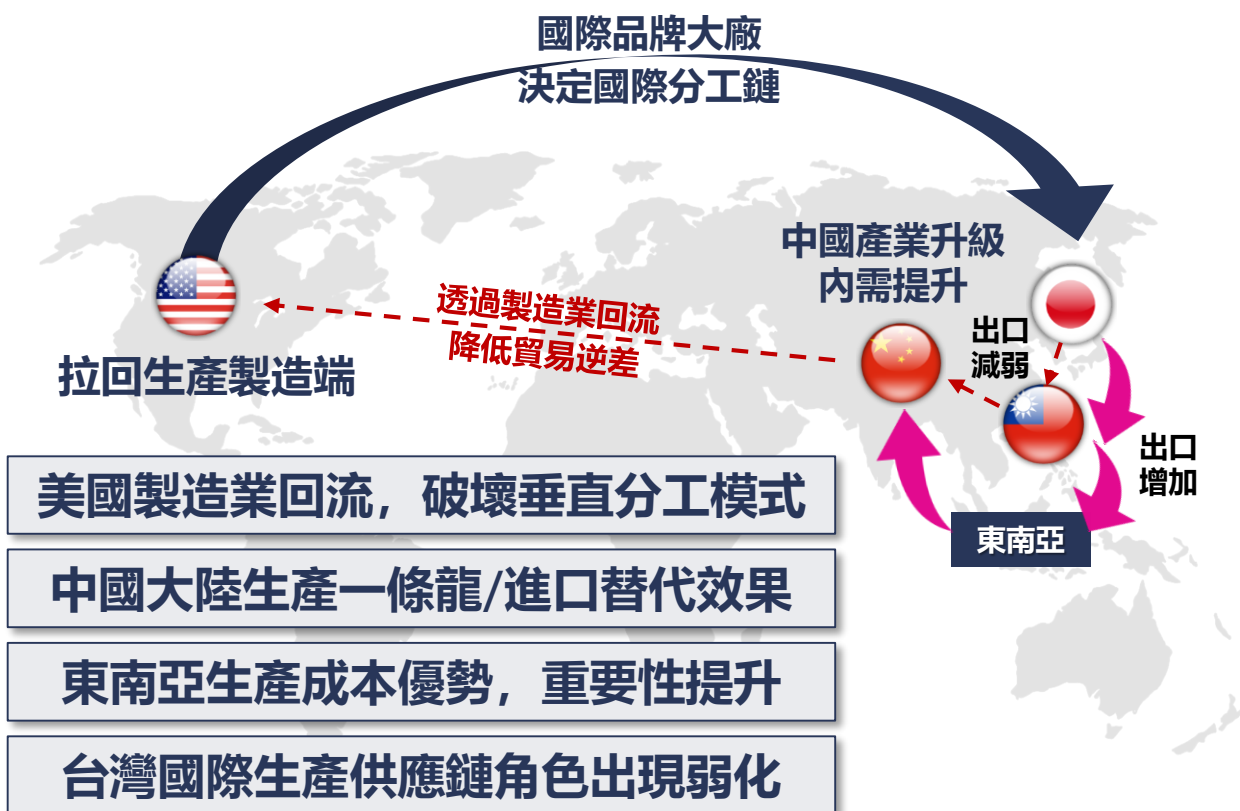 國際品牌大廠
決定國際分工鏈
中國產業升級
內需提升
透過製造業回流
降低貿易逆差
出口
減弱
拉回生產製造端
出口
增加
東南亞
美國製造業回流，破壞垂直分工模式
中國大陸生產一條龍/進口替代效果
東南亞生產成本優勢，重要性提升
台灣國際生產供應鏈角色出現弱化